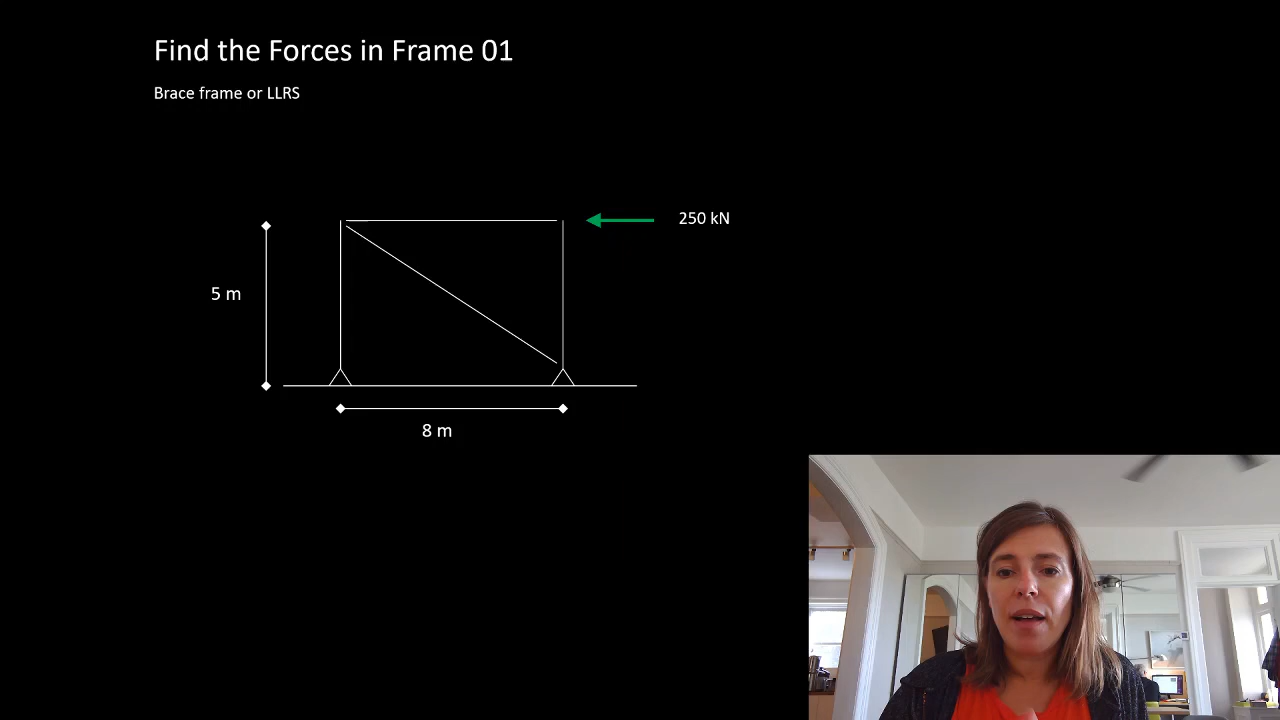 Find the Forces in Frame 01
Brace frame or LLRS
250 kN
5 m
8 m